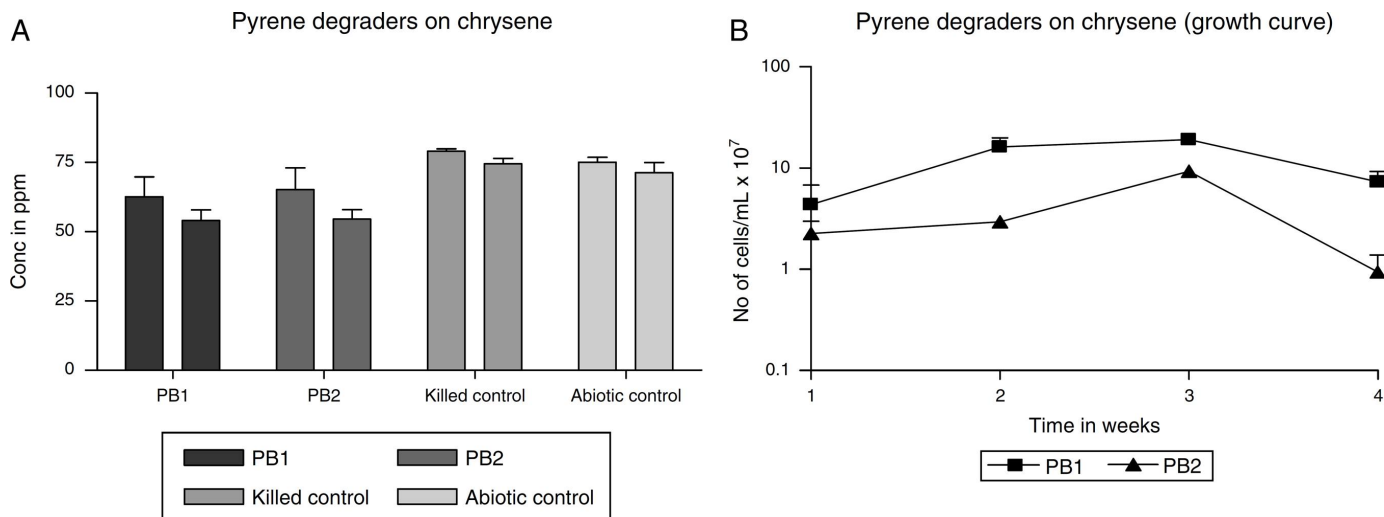 A
Pyrene degraders on chrysene
Conc in ppm
100
75
50
25
0
PB1 PB2 Killed control Abiotic control
PB1 PB2
Killed control Abiotic control
B
Pyrene degraders on chrysene (growth curve)
No of cells/mL x 10⁷
100
10
1
0.1
1 2 3 4
Time in weeks
PB1 PB2